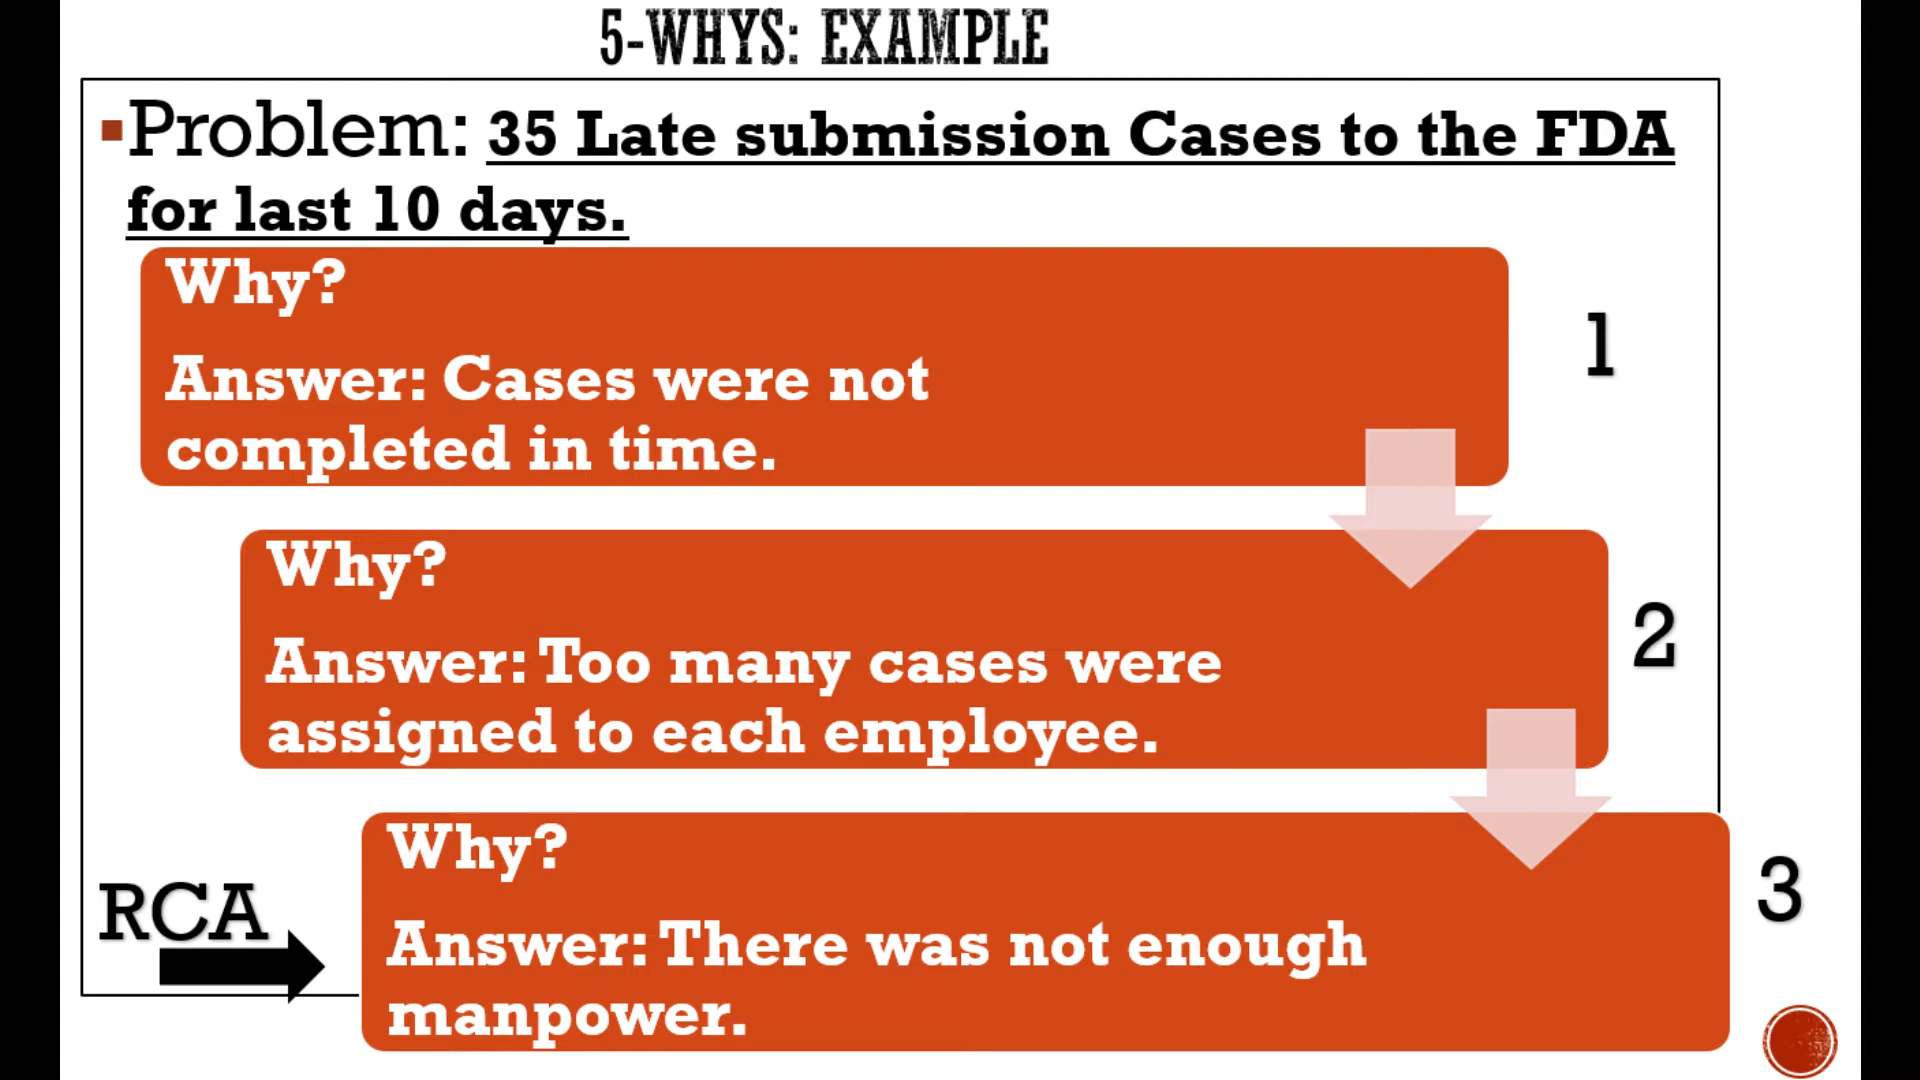 5-WHYS: EXAMPLE
▪Problem: 35 Late submission Cases to the FDA
for last 10 days.
Why?
Answer: Cases were not
completed in time.
1
Why?
Answer: Too many cases were
assigned to each employee.
2
RCA
Why?
Answer: There was not enough
manpower.
3